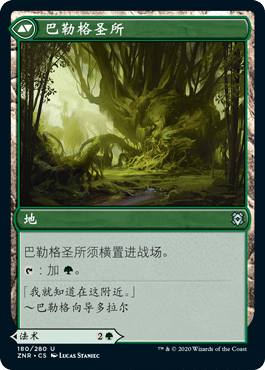 巴勒格圣所
地
巴勒格圣所须横置进战场。
：加。
「我就知道在这附近。」
～巴勒格向导多拉尔
法术 2
180/280 U
ZNR • CS LUCAS STANIEC
™ & © 2020 Wizards of the Coast